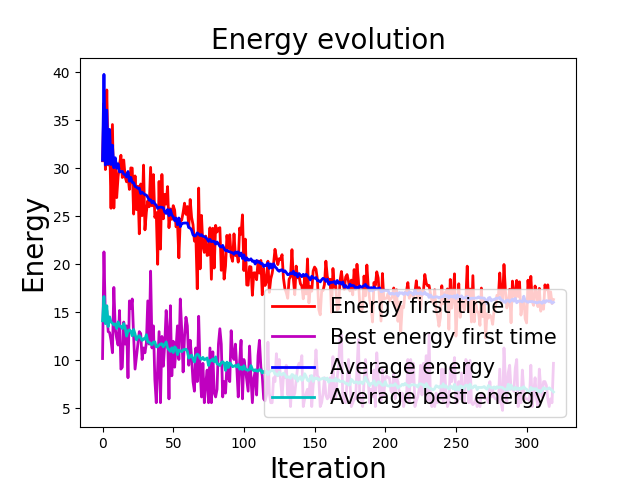 Energy evolution
Energy
40
35
30
25
20
15
10
5
Energy first time
Best energy first time
Average energy
Average best energy
0
50
100
150
200
250
300
Iteration